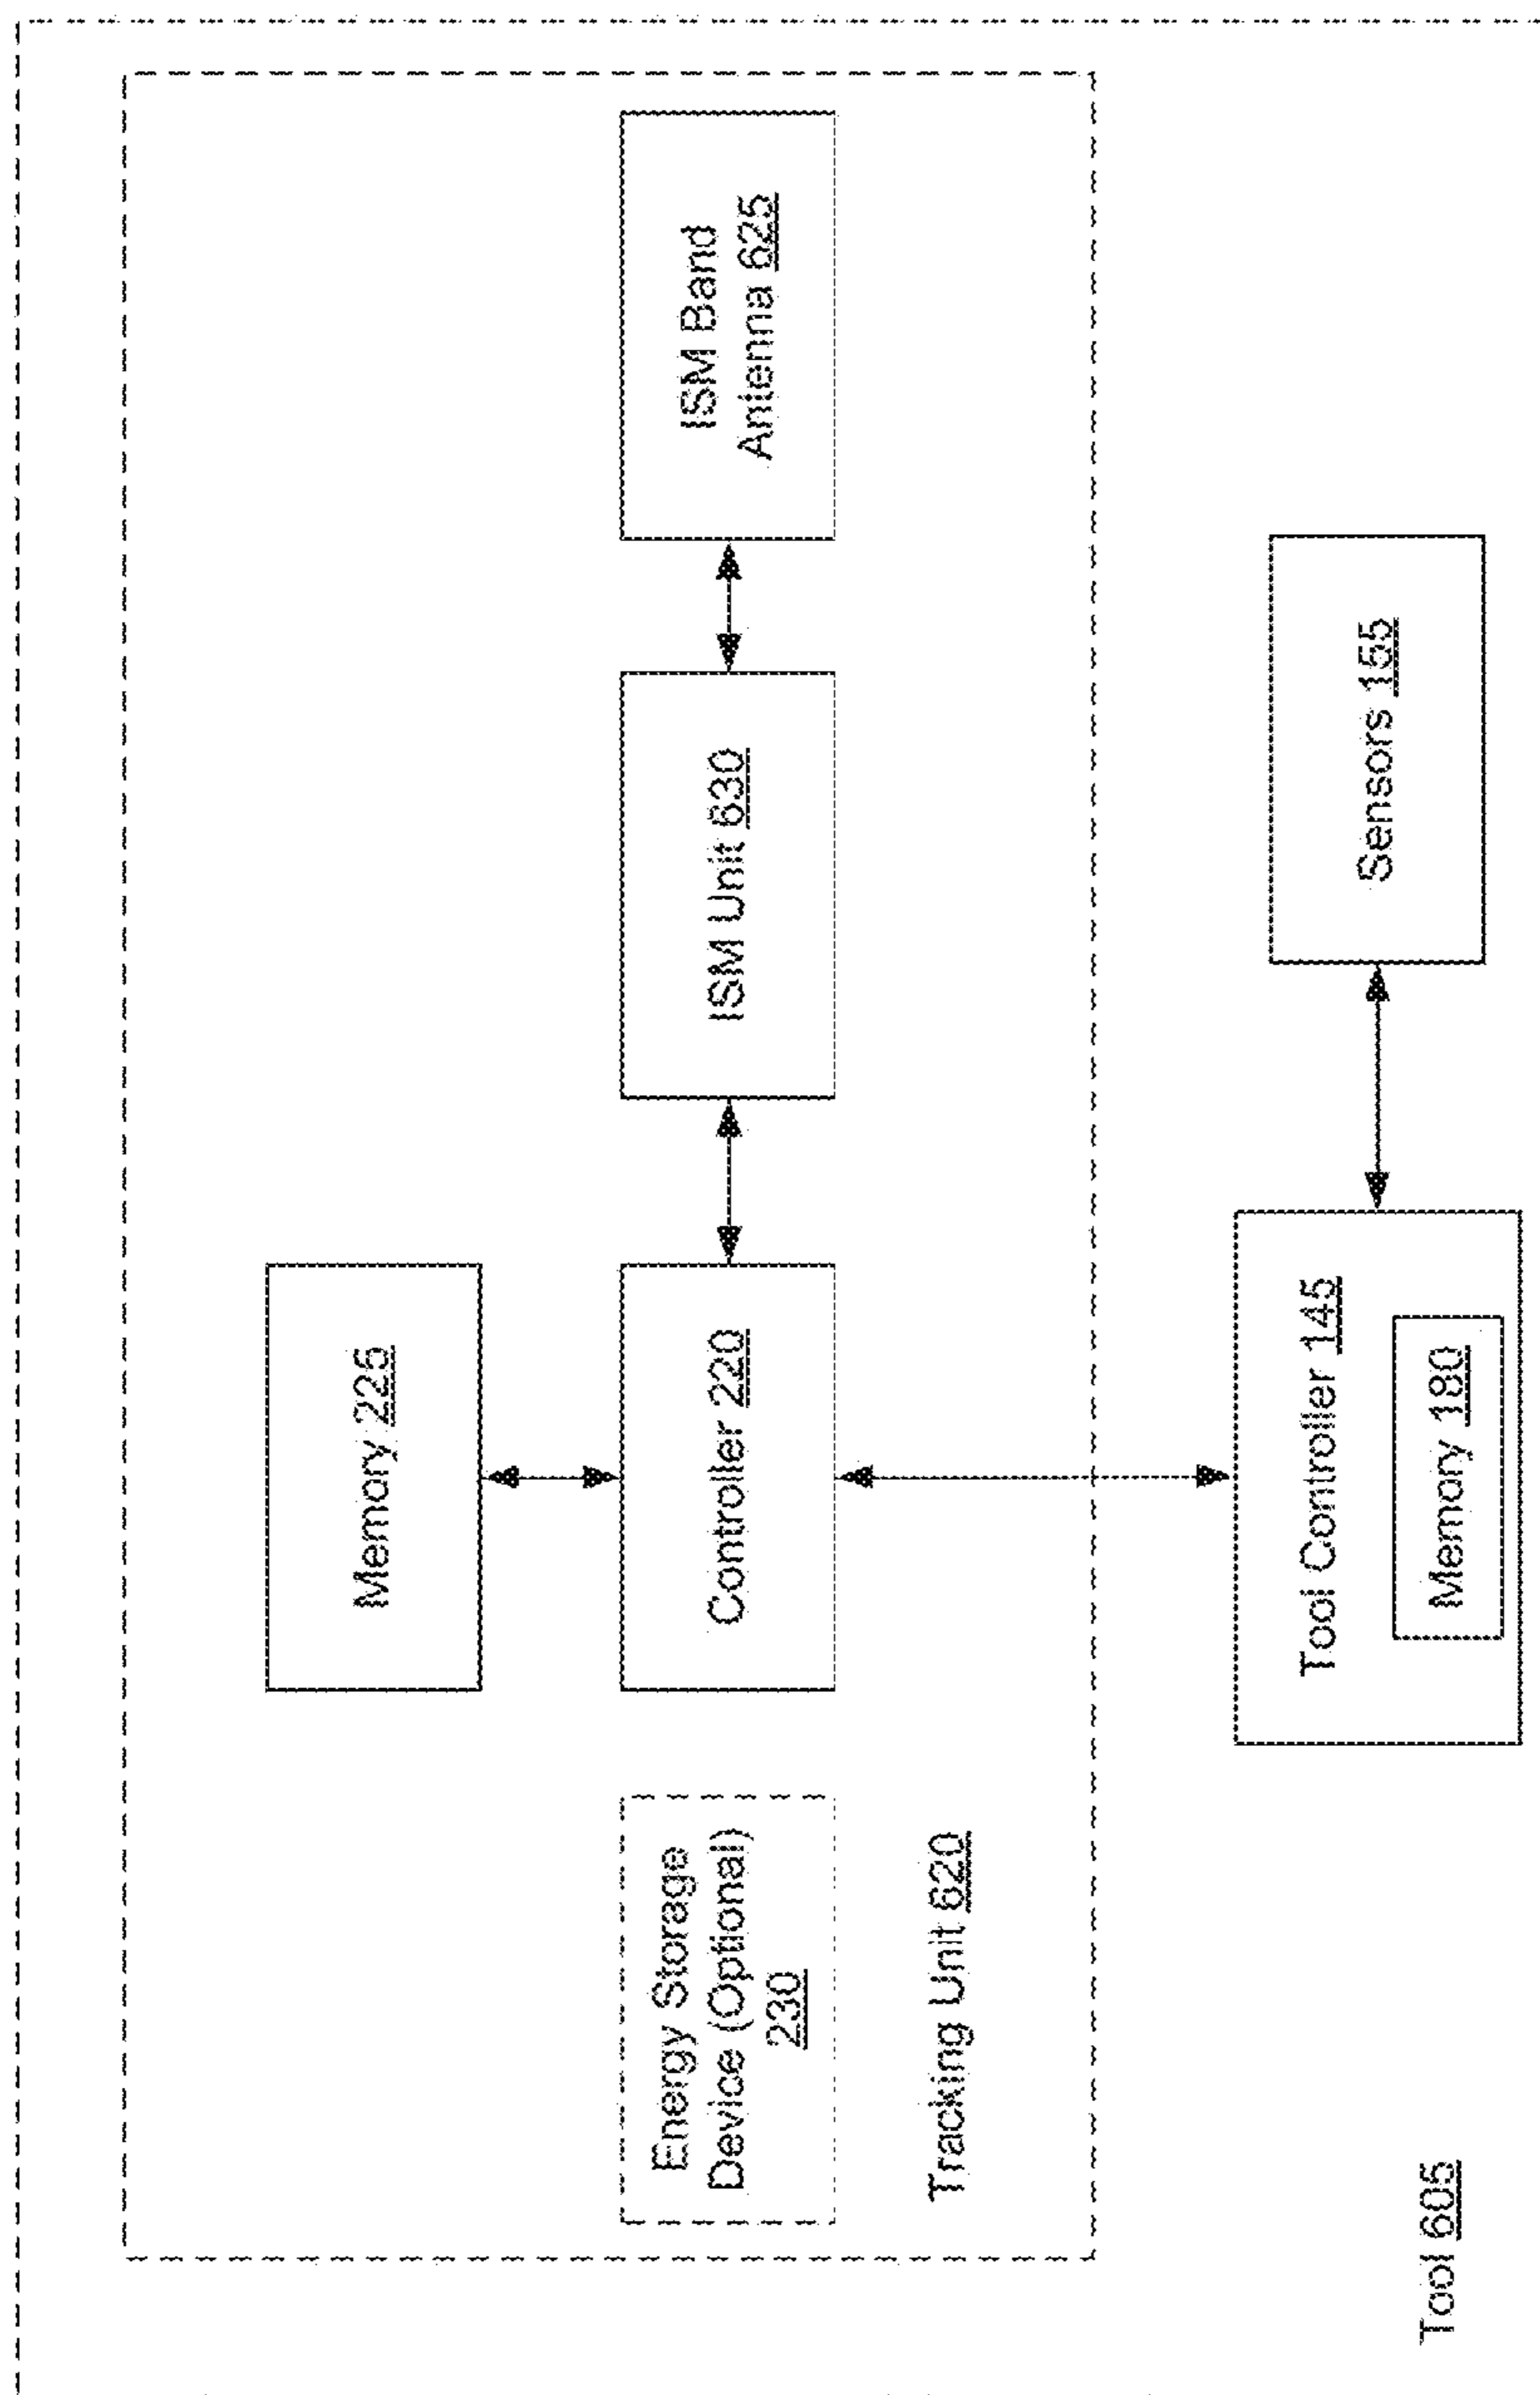 Memory 225
Energy Storage
Device (Optional)
230
Controller 220
ISM Unit 630
ISM Band
Antenna 625
Tracking Unit 620
Tool Controller 145
Memory 180
Sensors 155
Tool 605